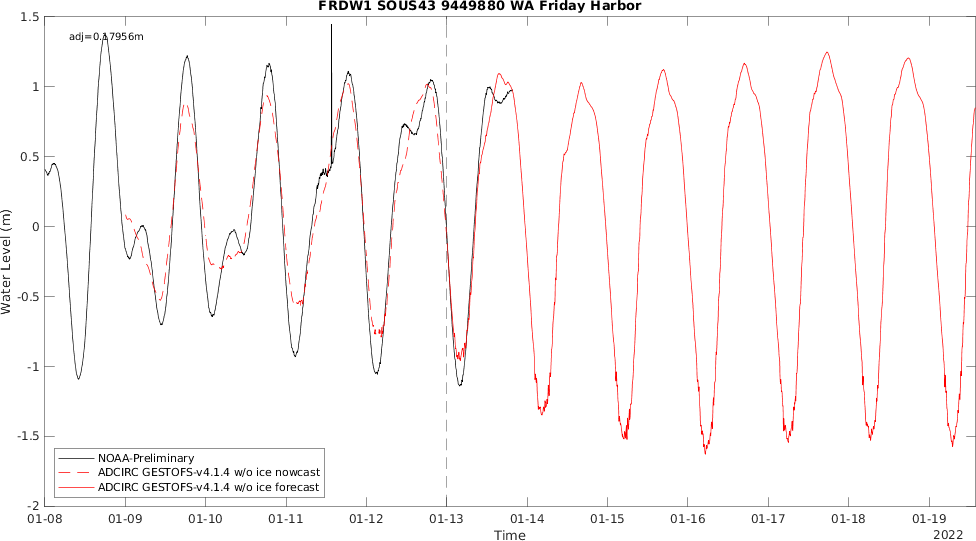 FRDW1 SOUS43 9449880 WA Friday Harbor
adj=0.17956m
1.5
1
0.5
0
-0.5
-1
-1.5
-2
Water Level (m)
NOAA-Preliminary
ADCIRC GESTOFS-v4.1.4 w/o ice nowcast
ADCIRC GESTOFS-v4.1.4 w/o ice forecast
01-08 01-09 01-10 01-11 01-12 01-13 01-14 01-15 01-16 01-17 01-18 01-19
Time
2022